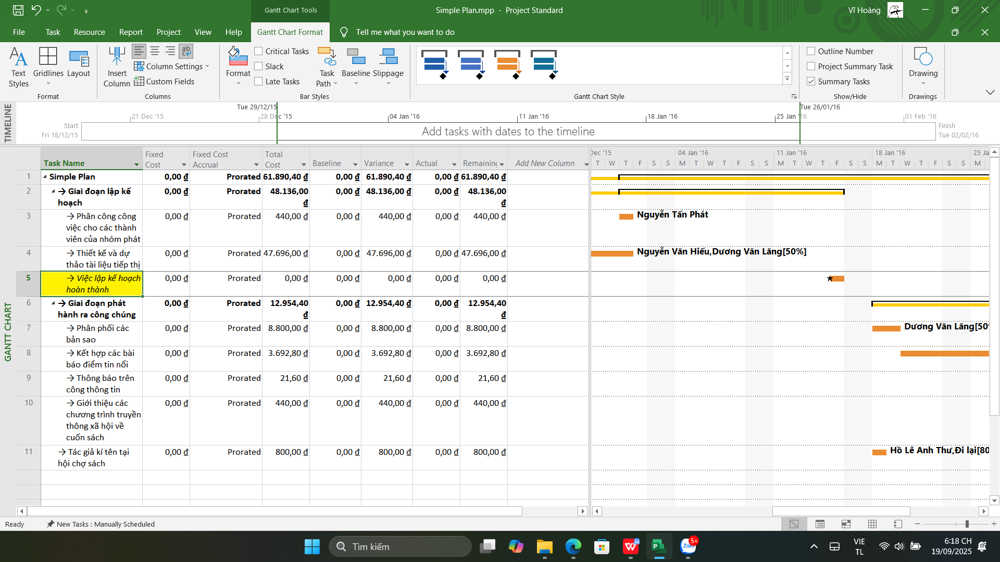 Gantt Chart Tools
Simple Plan.mpp - Project Standard
Vĩ Hoàng
File Task Resource Report Project View Help Gantt Chart Format Tell me what you want to do
Text Styles
Gridlines
Layout
Format
Insert Column
Column Settings
Custom Fields
Columns
Format
Critical Tasks
Slack
Late Tasks
Task Path
Baseline
Slippage
Bar Styles
Gantt Chart Style
Outline Number
Project Summary Task
Summary Tasks
Show/Hide
Drawing
Drawings
TIMELINE
Tue 29/12/15
Tue 26/01/16
21 Dec '15 28 Dec '15 04 Jan '16 11 Jan '16 18 Jan '16 25 Jan '16 01 Feb '16
Start
Fri 18/12/15
Add tasks with dates to the timeline
Finish
Tue 02/02/16
GANTT CHART
Task Name Fixed Cost Fixed Cost Accrual Total Cost Baseline Variance Actual Remaining Add New Column
Dec '15 04 Jan '16 11 Jan '16 18 Jan '16 25 Ja
T W T F S S M T W T F S S M T W T F S S M T W T F S S M
1 Simple Plan 0,00 ₫ Prorated 61.890,40 ₫ 0,00 ₫ 61.890,40 ₫ 0,00 ₫ 61.890,40 ₫
2 → Giai đoạn lập kế hoạch 0,00 ₫ Prorated 48.136,00 ₫ 0,00 ₫ 48.136,00 ₫ 0,00 ₫ 48.136,00 ₫
3 → Phân công công việc cho các thành viên của nhóm phát 0,00 ₫ Prorated 440,00 ₫ 0,00 ₫ 440,00 ₫ 0,00 ₫ 440,00 ₫
Nguyễn Tấn Phát
4 → Thiết kế và dự thảo tài liệu tiếp thị 0,00 ₫ Prorated 47.696,00 ₫ 0,00 ₫ 47.696,00 ₫ 0,00 ₫ 47.696,00 ₫
Nguyễn Văn Hiếu,Dương Văn Lăng[50%]
5 → Việc lập kế hoạch hoàn thành 0,00 ₫ Prorated 0,00 ₫ 0,00 ₫ 0,00 ₫ 0,00 ₫ 0,00 ₫
6 → Giai đoạn phát hành ra công chúng 0,00 ₫ Prorated 12.954,40 ₫ 0,00 ₫ 12.954,40 ₫ 0,00 ₫ 12.954,40 ₫
7 → Phân phối các bản sao 0,00 ₫ Prorated 8.800,00 ₫ 0,00 ₫ 8.800,00 ₫ 0,00 ₫ 8.800,00 ₫
Dương Văn Lăng[50
8 → Kết hợp các bài báo điểm tin nổi 0,00 ₫ Prorated 3.692,80 ₫ 0,00 ₫ 3.692,80 ₫ 0,00 ₫ 3.692,80 ₫
9 → Thông báo trên công thông tin 0,00 ₫ Prorated 21,60 ₫ 0,00 ₫ 21,60 ₫ 0,00 ₫ 21,60 ₫
10 → Giới thiệu các chương trình truyền thông xã hội về cuốn sách 0,00 ₫ Prorated 440,00 ₫ 0,00 ₫ 440,00 ₫ 0,00 ₫ 440,00 ₫
11 → Tác giả kí tên tại hội chợ sách 0,00 ₫ Prorated 800,00 ₫ 0,00 ₫ 800,00 ₫ 0,00 ₫ 800,00 ₫
Hồ Lê Anh Thư,Đi lại[80
Ready New Tasks : Manually Scheduled
Tìm kiếm
Zalo
5+
VIE
TL
6:18 CH
19/09/2025